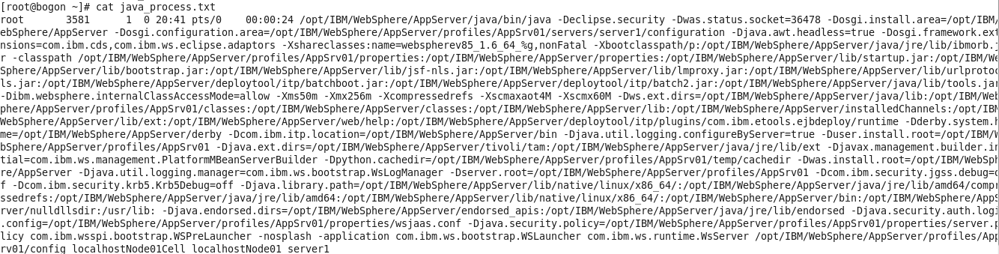 [root@bogon ~]# cat java_process.txt
root      3581     1  0 20:41 pts/0    00:00:24 /opt/IBM/WebSphere/AppServer/java/bin/java -Declipse.security -Dwas.status.socket=36478 -Dosgi.install.area=/opt/IBM/
ebSphere/AppServer -Dosgi.configuration.area=/opt/IBM/WebSphere/AppServer/profiles/AppSrv01/servers/server1/configuration -Djava.awt.headless=true -Dosgi.framework.ext
nsions=com.ibm.cds,com.ibm.ws.eclipse.adaptors -Xshareclasses:name=webspherev85_1.6_64_%g,nonFatal -Xbootclasspath/p:/opt/IBM/WebSphere/AppServer/java/jre/lib/ibmorb.j
r -classpath /opt/IBM/WebSphere/AppServer/profiles/AppSrv01/properties:/opt/IBM/WebSphere/AppServer/properties:/opt/IBM/WebSphere/AppServer/lib/startup.jar:/opt/IBM/We
Sphere/AppServer/lib/bootstrap.jar:/opt/IBM/WebSphere/AppServer/lib/jsf-nls.jar:/opt/IBM/WebSphere/AppServer/lib/lmproxy.jar:/opt/IBM/WebSphere/AppServer/lib/urlprotoc
ls.jar:/opt/IBM/WebSphere/AppServer/deploytool/itp/batchboot.jar:/opt/IBM/WebSphere/AppServer/deploytool/itp/batch2.jar:/opt/IBM/WebSphere/AppServer/java/lib/tools.jar
-Dibm.websphere.internalClassAccessMode=allow -Xms50m -Xmx256m -Xcompressedrefs -Xscmaxaot4M -Xscmx60M -Dws.ext.dirs=/opt/IBM/WebSphere/AppServer/java/lib:/opt/IBM/Web
phere/AppServer/profiles/AppSrv01/classes:/opt/IBM/WebSphere/AppServer/classes:/opt/IBM/WebSphere/AppServer/lib:/opt/IBM/WebSphere/AppServer/installedChannels:/opt/IBM
WebSphere/AppServer/lib/ext:/opt/IBM/WebSphere/AppServer/web/help:/opt/IBM/WebSphere/AppServer/deploytool/itp/plugins/com.ibm.etools.ejbdeploy/runtime -Dderby.system.h
me=/opt/IBM/WebSphere/AppServer/derby -Dcom.ibm.itp.location=/opt/IBM/WebSphere/AppServer/bin -Djava.util.logging.configureByServer=true -Duser.install.root=/opt/IBM/W
bSphere/AppServer/profiles/AppSrv01 -Djava.ext.dirs=/opt/IBM/WebSphere/AppServer/tivoli/tam:/opt/IBM/WebSphere/AppServer/java/jre/lib/ext -Djavax.management.builder.in
tial=com.ibm.ws.management.PlatformMBeanServerBuilder -Dpython.cachedir=/opt/IBM/WebSphere/AppServer/profiles/AppSrv01/temp/cachedir -Dwas.install.root=/opt/IBM/WebSph
re/AppServer -Djava.util.logging.manager=com.ibm.ws.bootstrap.WsLogManager -Dserver.root=/opt/IBM/WebSphere/AppServer/profiles/AppSrv01 -Dcom.ibm.security.jgss.debug=o
f -Dcom.ibm.security.krb5.Krb5Debug=off -Djava.library.path=/opt/IBM/WebSphere/AppServer/lib/native/linux/x86_64/:/opt/IBM/WebSphere/AppServer/java/jre/lib/amd64/compr
ssedrefs:/opt/IBM/WebSphere/AppServer/java/jre/lib/amd64:/opt/IBM/WebSphere/AppServer/lib/native/linux/x86_64/:/opt/IBM/WebSphere/AppServer/bin:/opt/IBM/WebSphere/AppS
rver/nulldllsdir:/usr/lib: -Djava.endorsed.dirs=/opt/IBM/WebSphere/AppServer/endorsed_apis:/opt/IBM/WebSphere/AppServer/java/jre/lib/endorsed -Djava.security.auth.logi
.config=/opt/IBM/WebSphere/AppServer/profiles/AppSrv01/properties/wsjaas.conf -Djava.security.policy=/opt/IBM/WebSphere/AppServer/profiles/AppSrv01/properties/server.p
licy com.ibm.wsspi.bootstrap.WSPreLauncher -nosplash -application com.ibm.ws.bootstrap.WSLauncher com.ibm.ws.runtime.WsServer /opt/IBM/WebSphere/AppServer/profiles/App
rv01/config localhostNode01Cell localhostNode01 server1